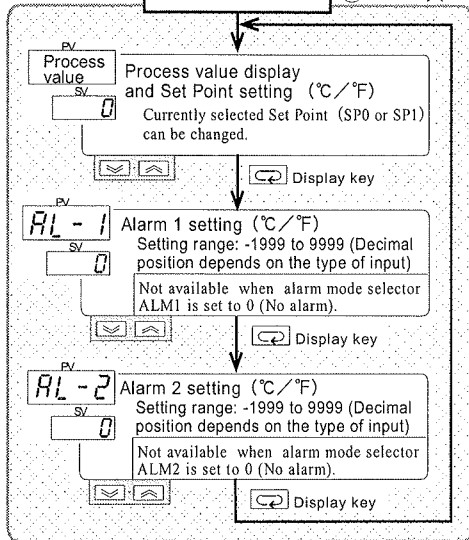 PV
Process
value
SV
0
Process value display
and Set Point setting (℃/℉)
Currently selected Set Point (SP0 or SP1)
can be changed.
Display key
PV
AL-1
SV
0
Alarm 1 setting (℃/℉)
Setting range: -1999 to 9999 (Decimal
position depends on the type of input)
Not available when alarm mode selector
ALM1 is set to 0 (No alarm).
Display key
PV
AL-2
SV
0
Alarm 2 setting (℃/℉)
Setting range: -1999 to 9999 (Decimal
position depends on the type of input)
Not available when alarm mode selector
ALM2 is set to 0 (No alarm).
Display key